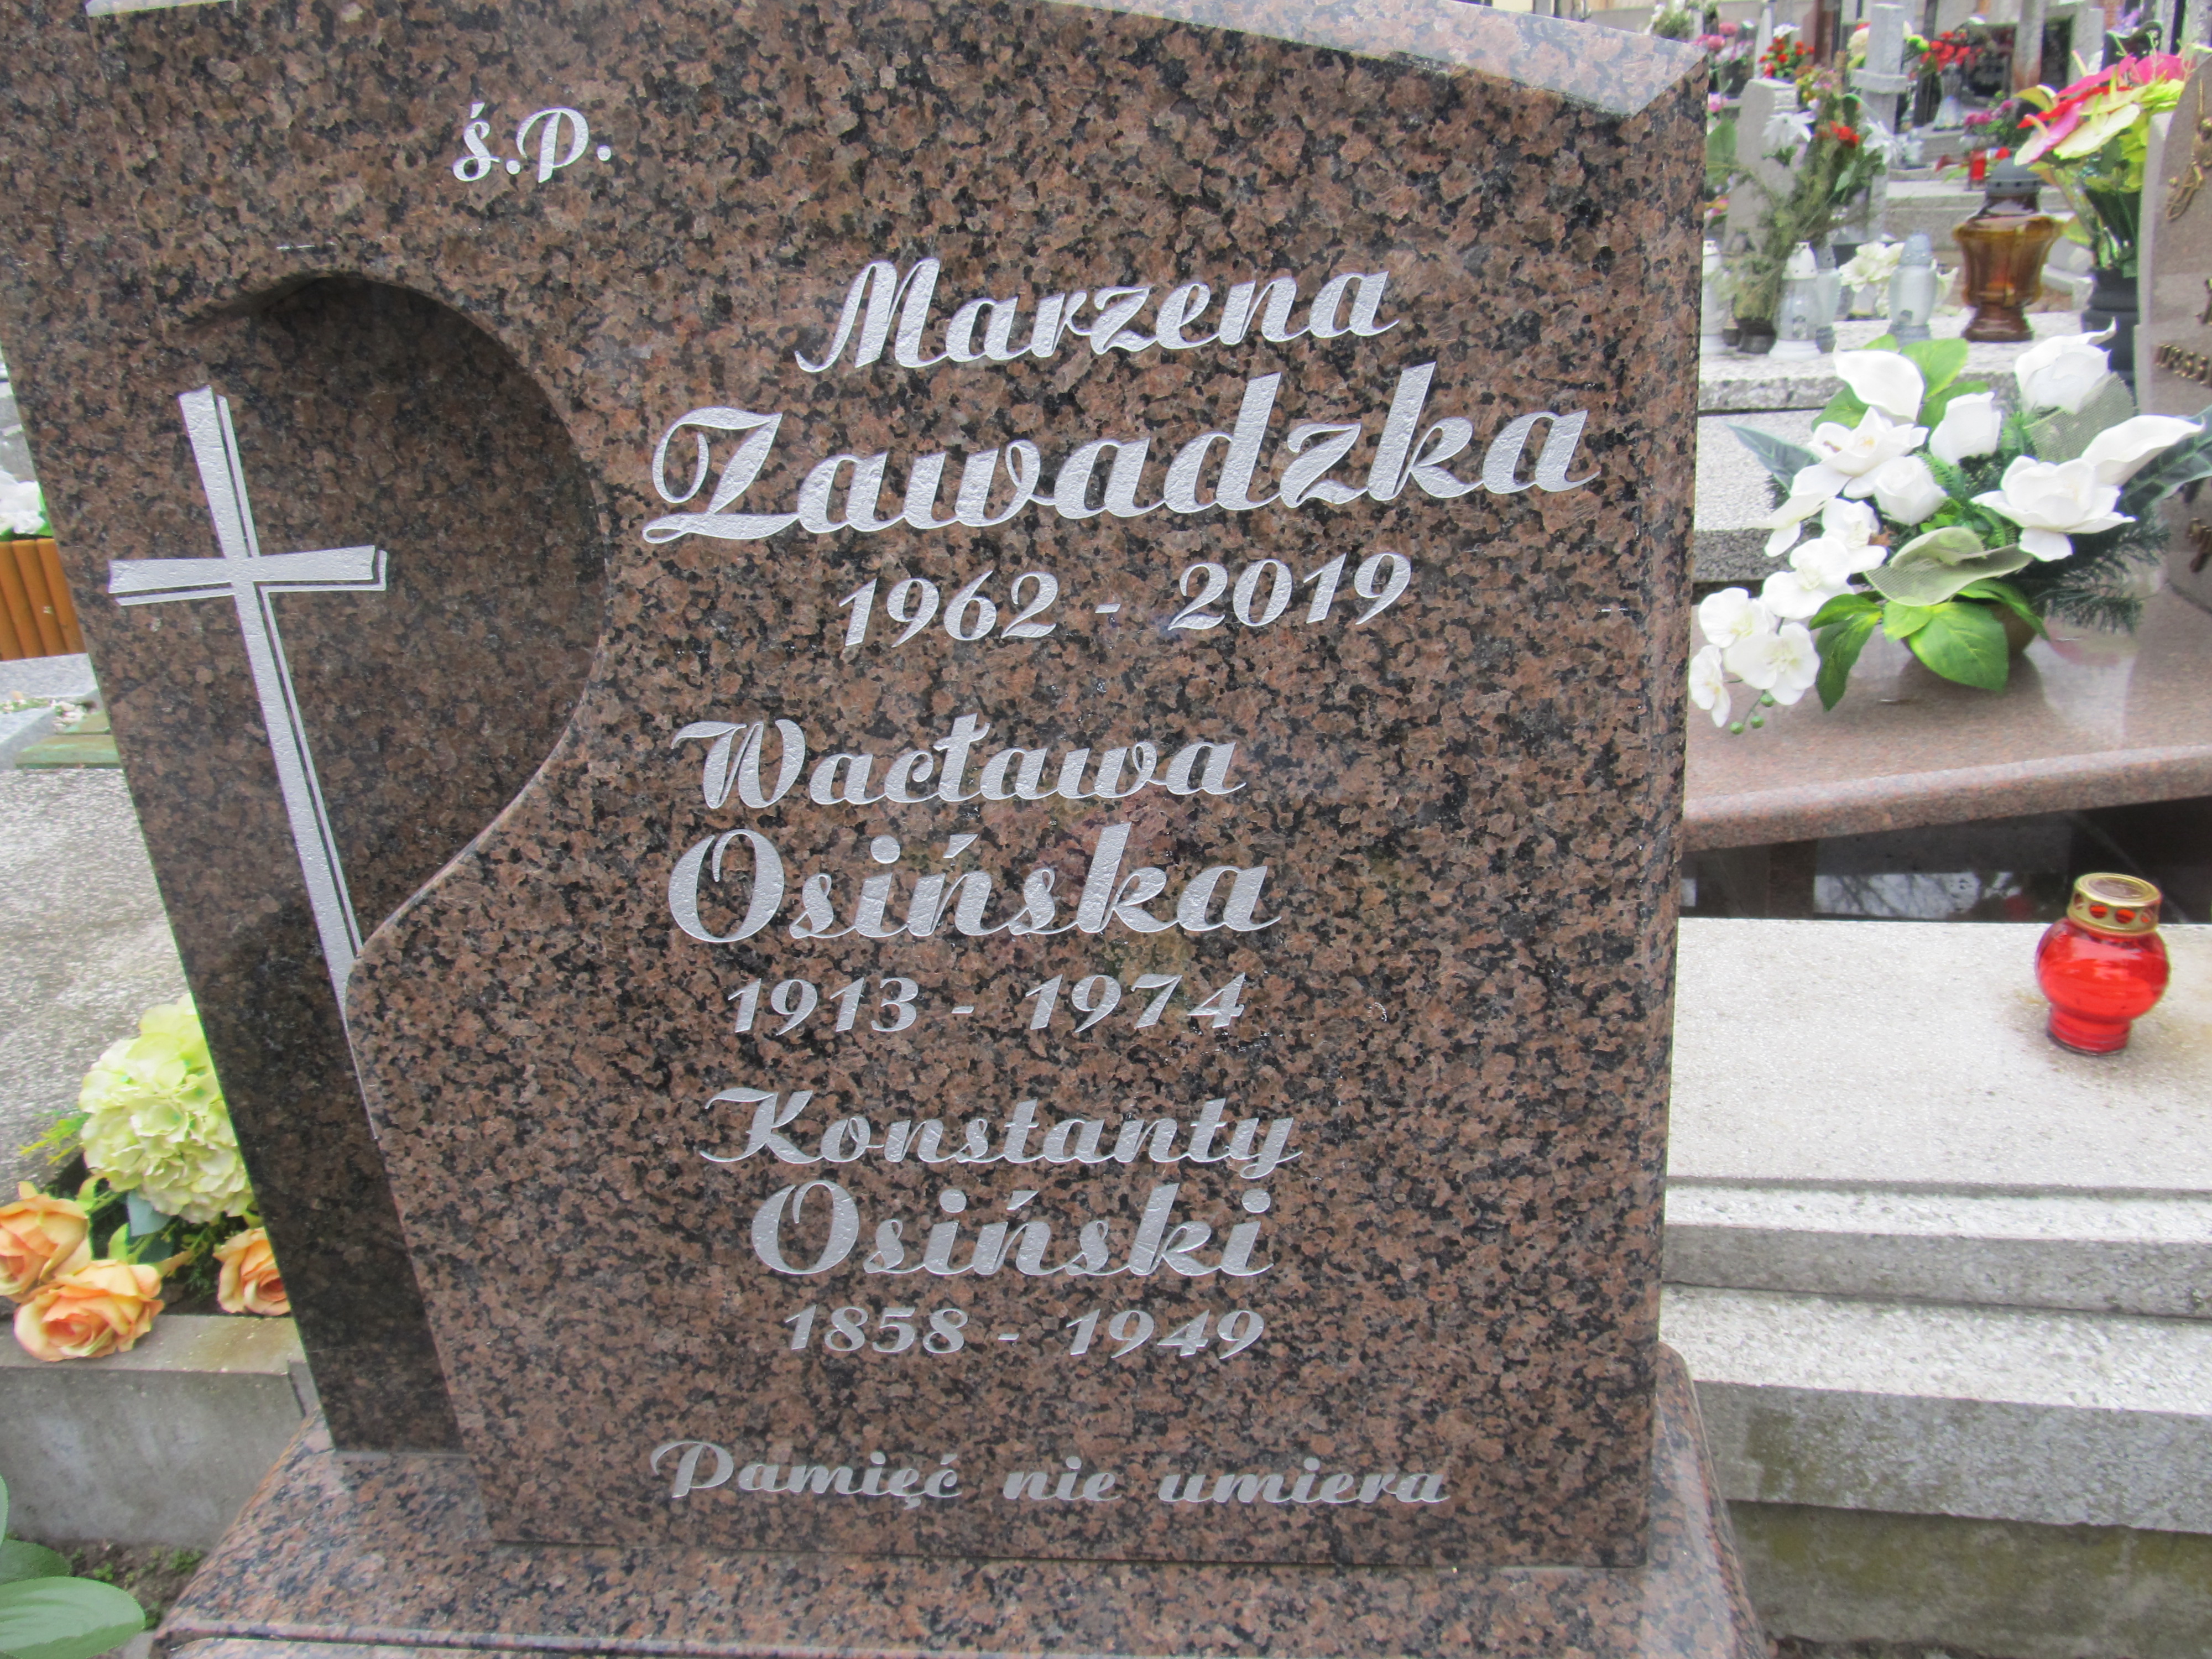 ś.P.
Marzena
Zawadzka
1962 - 2019
Wacława
Osińska
1913 - 1974
Konstanty
Osiński
1858 - 1949
Pamięć nie umiera